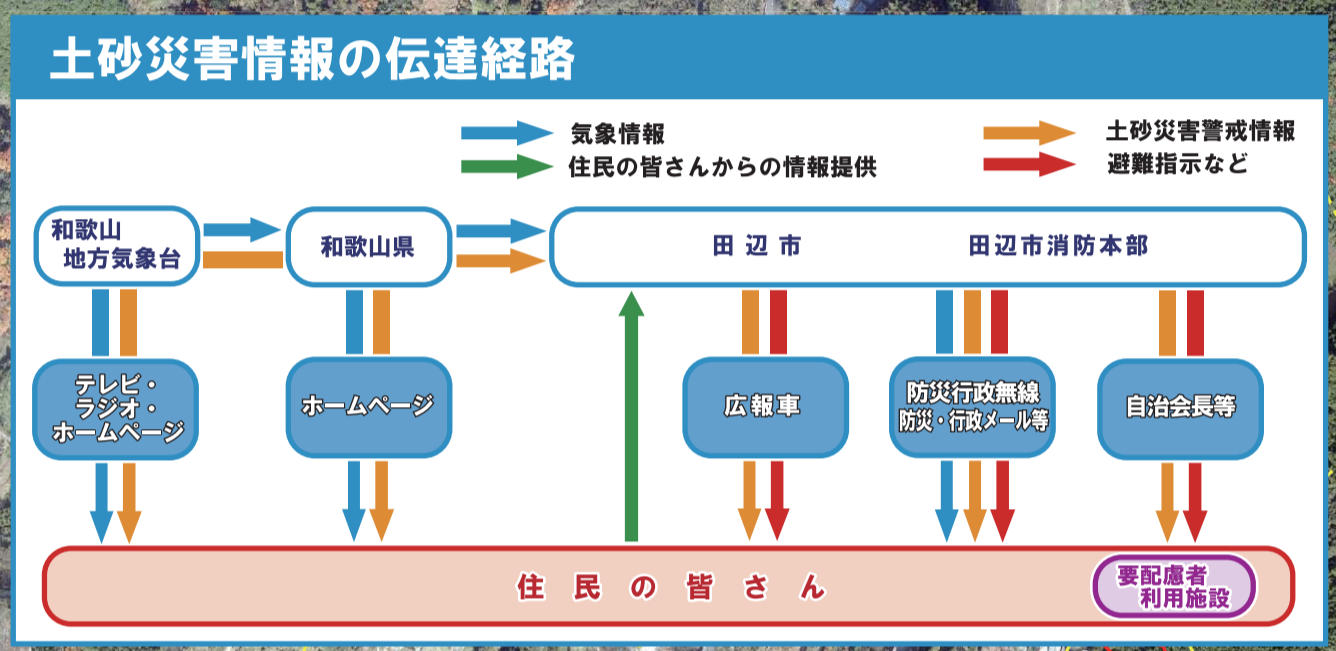 土砂災害情報の伝達経路
気象情報
住民の皆さんからの情報提供
土砂災害警戒情報
避難指示など
和歌山
地方気象台
和歌山県
田辺市
田辺市消防本部
テレビ・
ラジオ・
ホームページ
ホームページ
広報車
防災行政無線
防災・行政メール等
自治会長等
住民の皆さん
要配慮者
利用施設